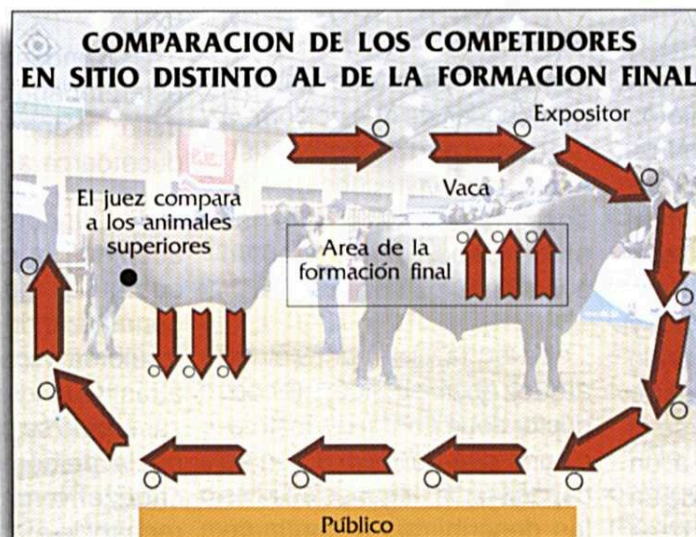 COMPARACION DE LOS COMPETIDORES
EN SITIO DISTINTO AL DE LA FORMACION FINAL
Expositor
Vaca
El juez compara
a los animales
superiores
Area de la
formación final
Público